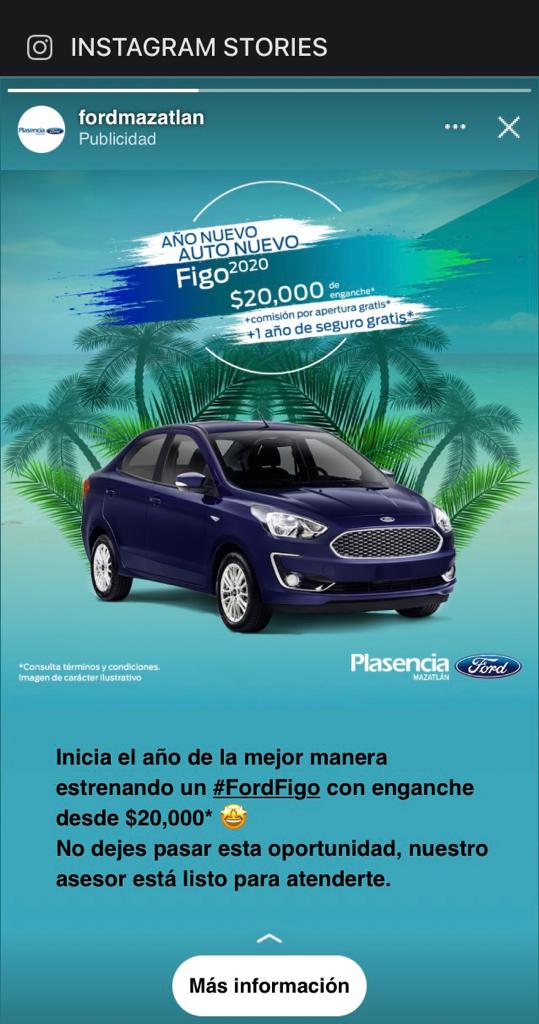 INSTAGRAM STORIES
Plasencia Ford
fordmazatlan
Publicidad
AÑO NUEVO
AUTO NUEVO
Figo2020
$20,000 de enganche*
+comisión por apertura gratis*
+1 año de seguro gratis*
*Consulta términos y condiciones.
Imagen de carácter ilustrativo
Plasencia Ford
MAZATLÁN
Inicia el año de la mejor manera
estrenando un #FordFigo con enganche
desde $20,000* 🤩
No dejes pasar esta oportunidad, nuestro
asesor está listo para atenderte.
Más información